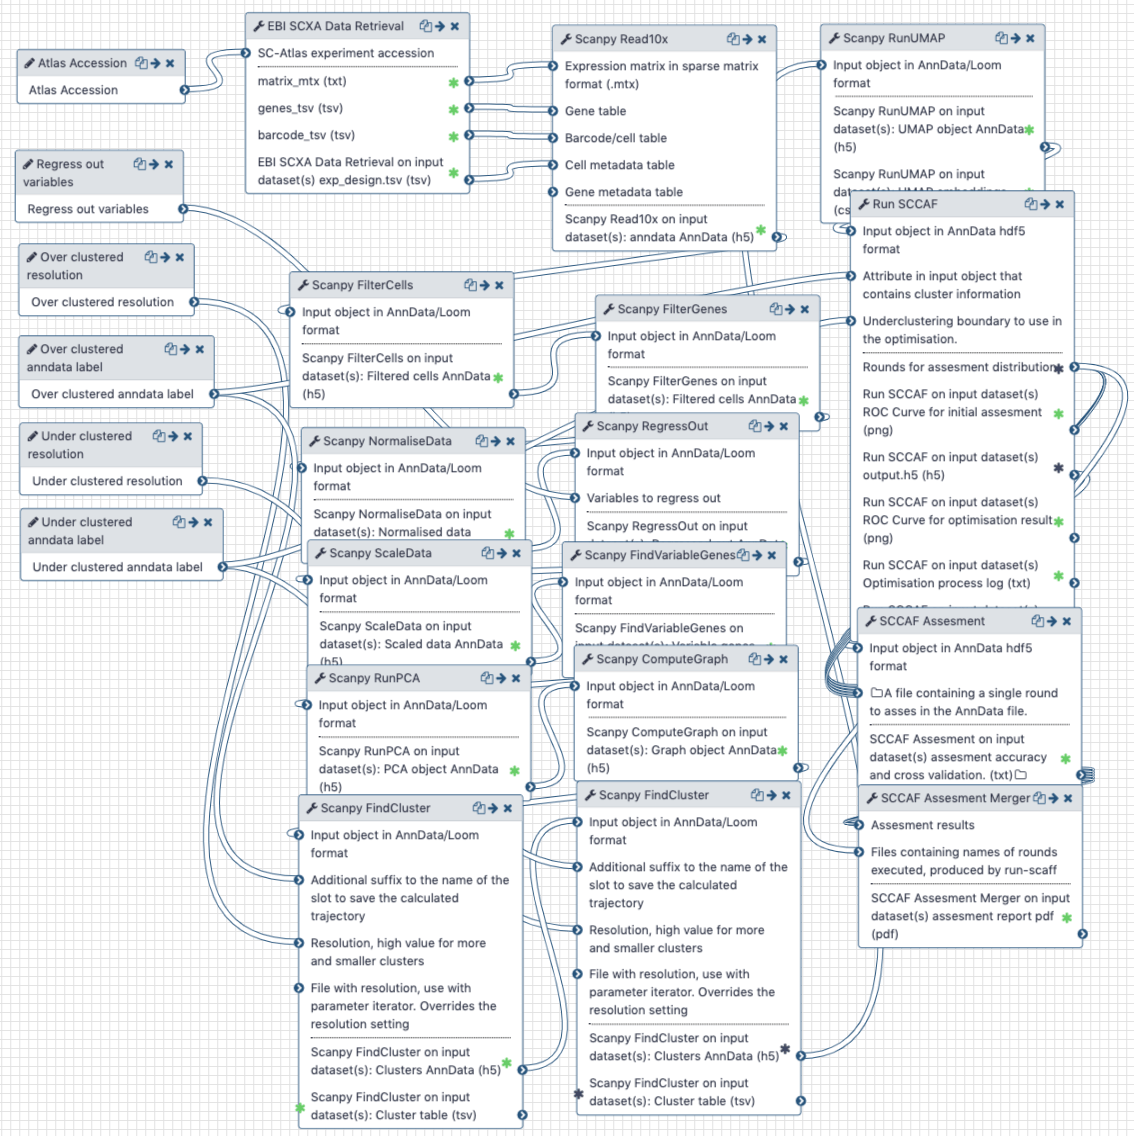 Atlas Accession
Atlas Accession
Regress out
variables
Regress out variables
Over clustered
resolution
Over clustered resolution
Over clustered
anndata label
Over clustered anndata label
Under clustered
resolution
Under clustered resolution
Under clustered
anndata label
Under clustered anndata label
EBI SCXA Data Retrieval
SC-Atlas experiment accession
matrix_mtx (txt)
genes_tsv (tsv)
barcode_tsv (tsv)
EBI SCXA Data Retrieval on input
dataset(s) exp_design.tsv (tsv)
Scanpy Read10x
Expression matrix in sparse matrix
format (.mtx)
Gene table
Barcode/cell table
Cell metadata table
Gene metadata table
Scanpy Read10x on input
dataset(s): anndata AnnData (h5)
Scanpy RunUMAP
Input object in AnnData/Loom
format
Scanpy RunUMAP on input
dataset(s): UMAP object AnnData
(h5)
Scanpy RunUMAP on input
dataset(s): UMAP embeddings
(cs
Run SCCAF
Input object in AnnData hdf5
format
Attribute in input object that
contains cluster information
Underclustering boundary to use in
the optimisation.
Rounds for assesment distribution
Run SCCAF on input dataset(s)
ROC Curve for initial assesment
(png)
Run SCCAF on input dataset(s)
output.h5 (h5)
Run SCCAF on input dataset(s)
ROC Curve for optimisation result
(png)
Run SCCAF on input dataset(s)
Optimisation process log (txt)
Scanpy FilterCells
Input object in AnnData/Loom
format
Scanpy FilterCells on input
dataset(s): Filtered cells AnnData
(h5)
Scanpy FilterGenes
Input object in AnnData/Loom
format
Scanpy FilterGenes on input
dataset(s): Filtered cells AnnData
Scanpy NormaliseData
Input object in AnnData/Loom
format
Scanpy NormaliseData on input
dataset(s): Normalised data
Scanpy RegressOut
Input object in AnnData/Loom
format
Variables to regress out
Scanpy RegressOut on input
Scanpy ScaleData
Input object in AnnData/Loom
format
Scanpy ScaleData on input
dataset(s): Scaled data AnnData
(h5)
Scanpy FindVariableGenes
Input object in AnnData/Loom
format
Scanpy FindVariableGenes on
Scanpy RunPCA
Input object in AnnData/Loom
format
Scanpy RunPCA on input
dataset(s): PCA object AnnData
(h5)
Scanpy ComputeGraph
Input object in AnnData/Loom
format
Scanpy ComputeGraph on input
dataset(s): Graph object AnnData
(h5)
SCCAF Assesment
Input object in AnnData hdf5
format
A file containing a single round
to asses in the AnnData file.
SCCAF Assesment on input
dataset(s) assesment accuracy
and cross validation. (txt)
Scanpy FindCluster
Input object in AnnData/Loom
format
Additional suffix to the name of the
slot to save the calculated
trajectory
Resolution, high value for more
and smaller clusters
File with resolution, use with
parameter iterator. Overrides the
resolution setting
Scanpy FindCluster on input
dataset(s): Clusters AnnData (h5)
Scanpy FindCluster on input
dataset(s): Cluster table (tsv)
Scanpy FindCluster
Input object in AnnData/Loom
format
Additional suffix to the name of the
slot to save the calculated
trajectory
Resolution, high value for more
and smaller clusters
File with resolution, use with
parameter iterator. Overrides the
resolution setting
Scanpy FindCluster on input
dataset(s): Clusters AnnData (h5)
Scanpy FindCluster on input
dataset(s): Cluster table (tsv)
SCCAF Assesment Merger
Assesment results
Files containing names of rounds
executed, produced by run-scaff
SCCAF Assesment Merger on input
dataset(s) assesment report pdf
(pdf)